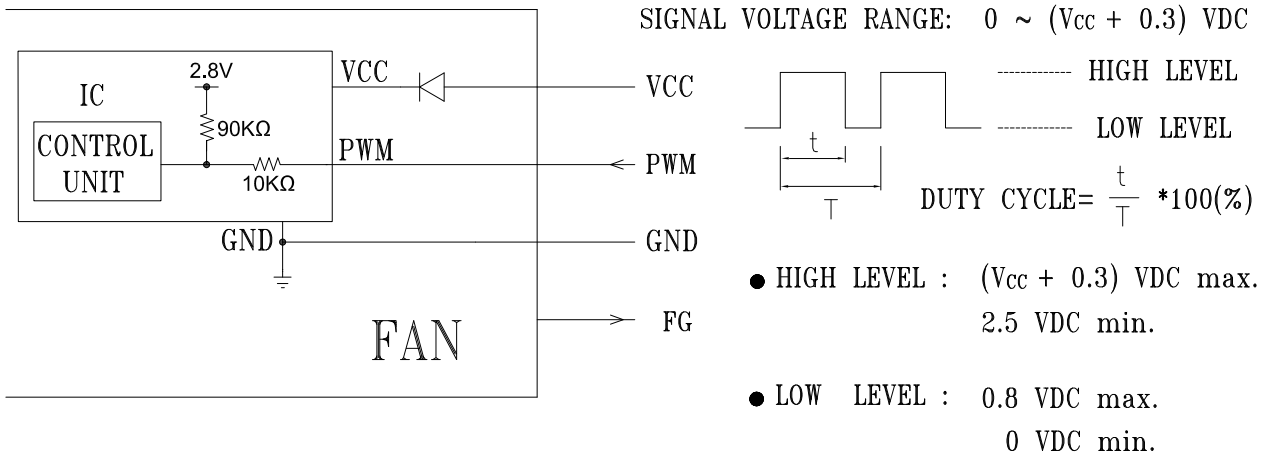 SIGNAL VOLTAGE RANGE: 0 ~ (Vcc + 0.3) VDC
2.8V
VCC
VCC
IC
90KΩ
CONTROL
UNIT
10KΩ
PWM
PWM
GND
GND
FG
FAN
HIGH LEVEL
LOW LEVEL
t
T
DUTY CYCLE= t/T *100(%)
● HIGH LEVEL : (Vcc + 0.3) VDC max.
2.5 VDC min.
● LOW LEVEL : 0.8 VDC max.
0 VDC min.